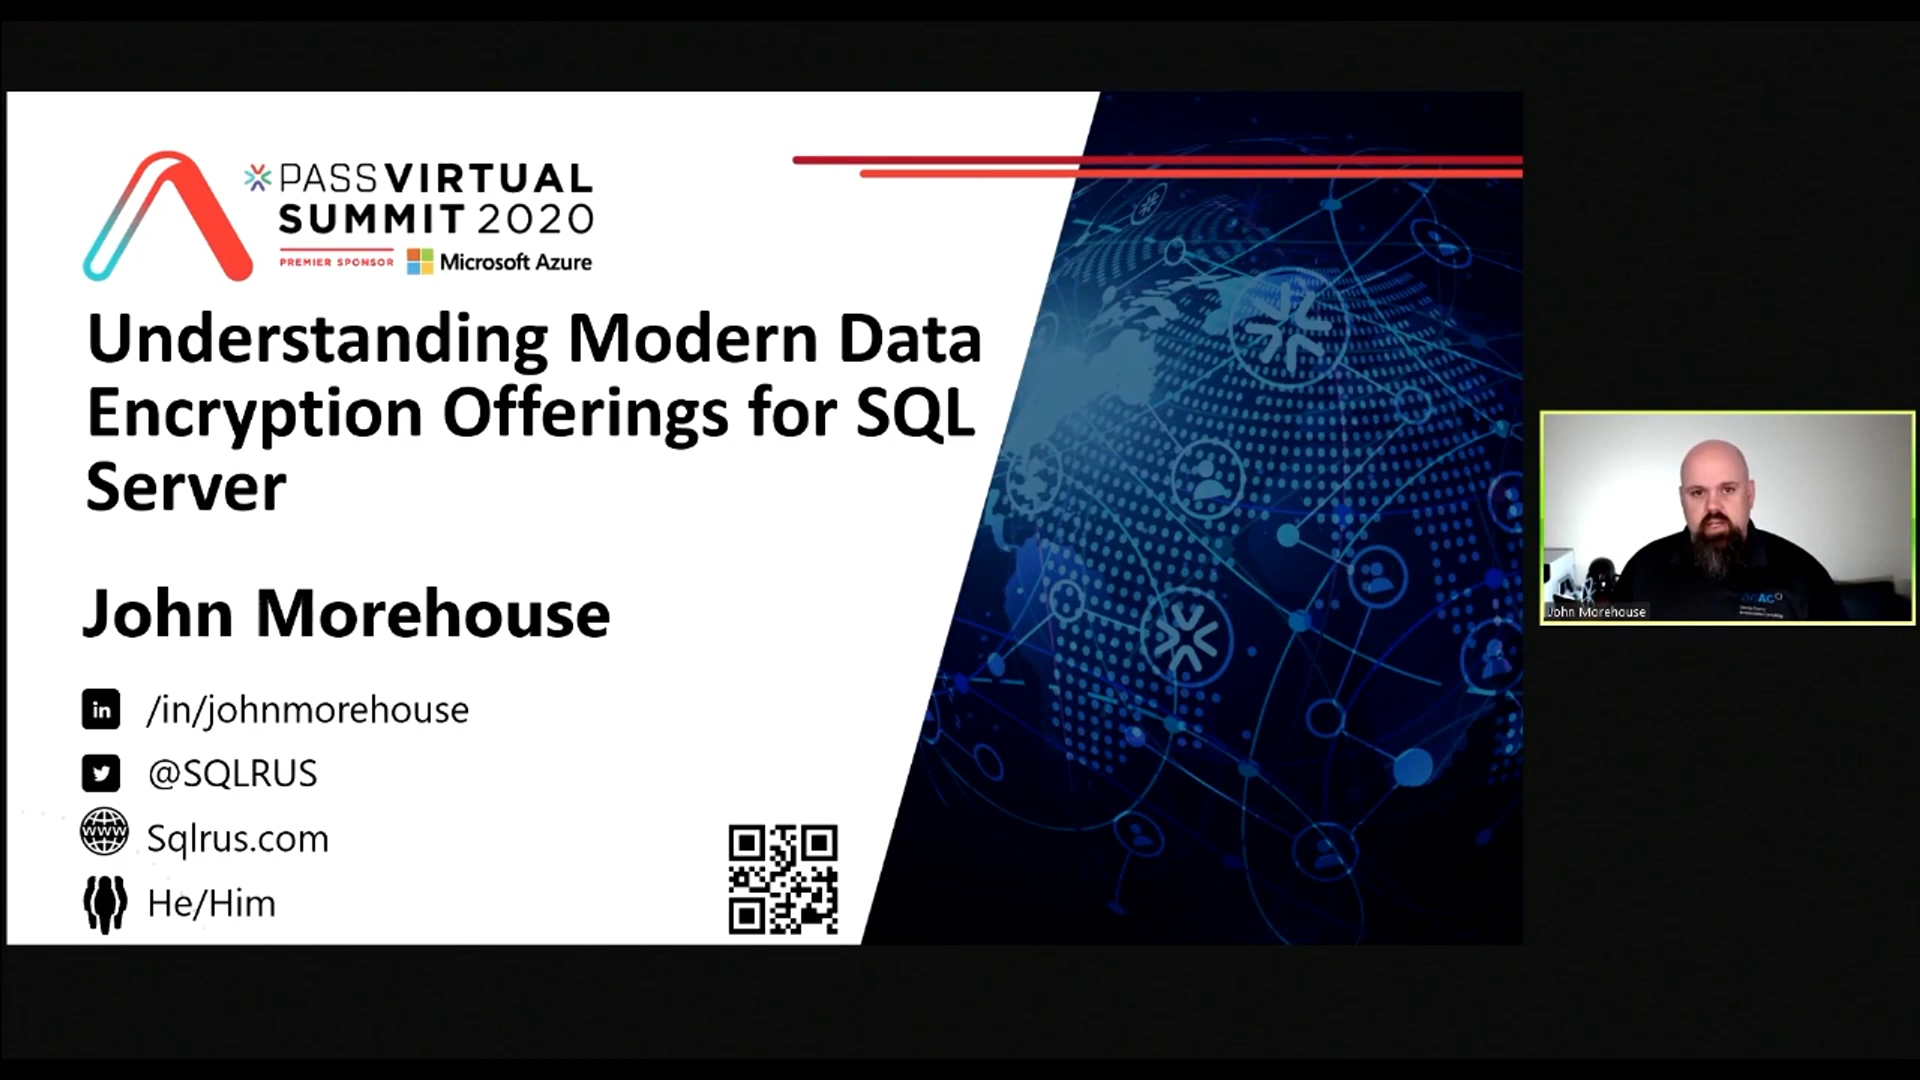 PASS VIRTUAL
SUMMIT 2020
PREMIER SPONSOR Microsoft Azure
Understanding Modern Data
Encryption Offerings for SQL
Server
John Morehouse
in /in/johnmorehouse
@SQLRUS
www Sqlrus.com
He/Him
John Morehouse